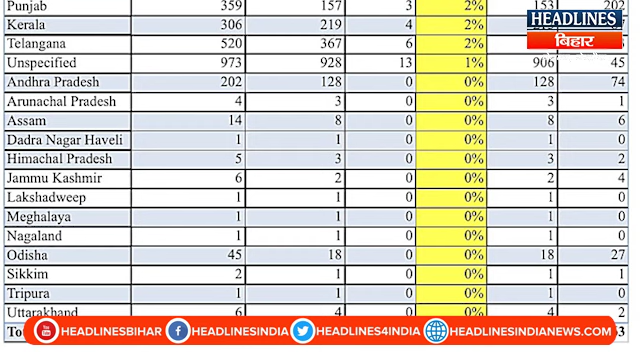 Punjab 359 157 3 2% 153 202
HEADLINES
बिहार
Kerala 306 219 4 2%
Telangana 520 367 6 2%
Unspecified 973 928 13 1% 906 45
Andhra Pradesh 202 128 0 0% 128 74
Arunachal Pradesh 4 3 0 0% 3 1
Assam 14 8 0 0% 8 6
Dadra Nagar Haveli 1 1 0 0% 1 0
Himachal Pradesh 5 3 0 0% 3 2
Jammu Kashmir 6 2 0 0% 2 4
Lakshadweep 1 1 0 0% 1 0
Meghalaya 1 1 0 0% 1 0
Nagaland 1 1 0 0% 1 0
Odisha 45 18 0 0% 18 27
Sikkim 2 1 0 0% 1 1
Tripura 1 1 0 0% 1 0
Uttarakhand 6 4 0 0% 4 2
HEADLINESBIHAR HEADLINESINDIA HEADLINES4INDIA HEADLINESINDIANEWS.COM